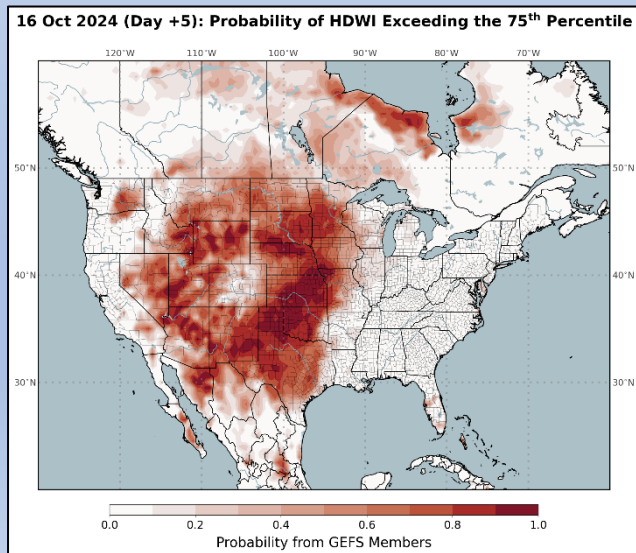 16 Oct 2024 (Day +5): Probability of HDWI Exceeding the 75th Percentile
120°W 110°W 100°W 90°W 80°W 70°W
50°N 50°N
40°N 40°N
30°N 30°N
0.0 0.2 0.4 0.6 0.8 1.0
Probability from GEFS Members